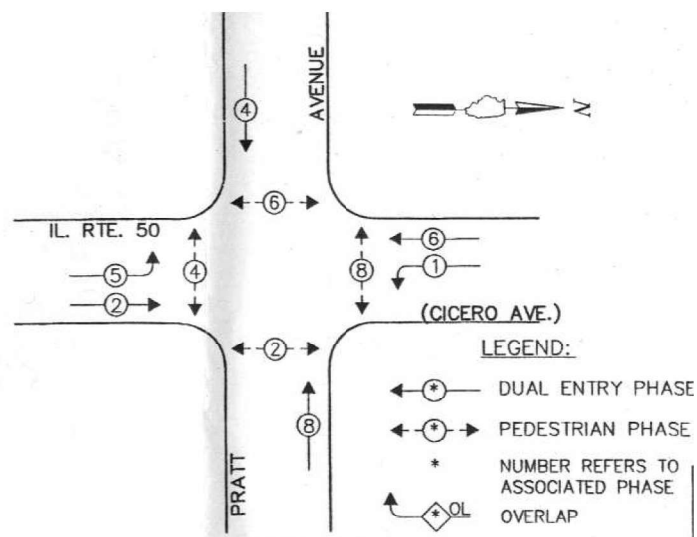 AVENUE
4
N
6
IL. RTE. 50
6
5
4
8
1
2
(CICERO AVE.)
2
LEGEND:
8
* DUAL ENTRY PHASE
* PEDESTRIAN PHASE
* NUMBER REFERS TO
ASSOCIATED PHASE
* OL OVERLAP
PRATT